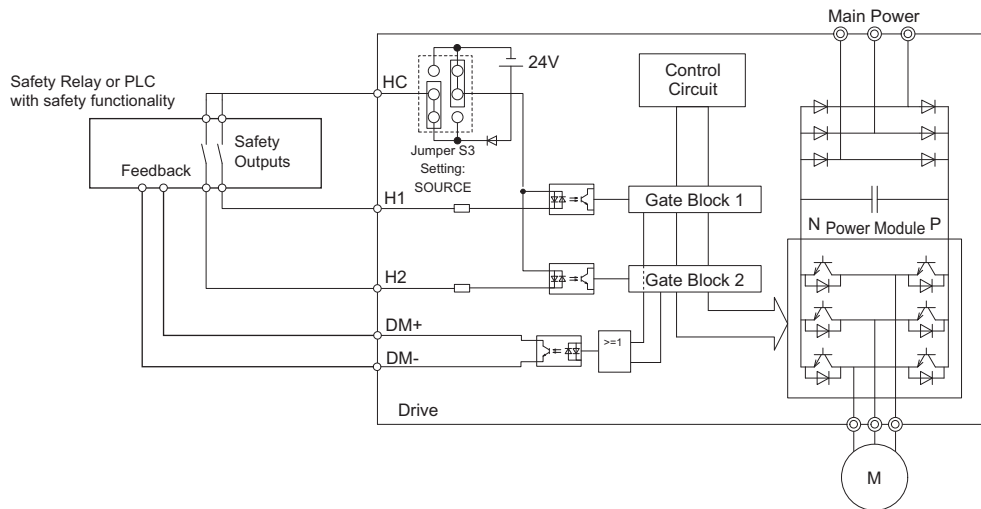 Main Power
Safety Relay or PLC
with safety functionality
HC
24V
Control
Circuit
Safety
Outputs
Feedback
Jumper S3
Setting:
SOURCE
H1
Gate Block 1
N
P
Power Module
H2
Gate Block 2
DM+
>=1
DM-
Drive
M